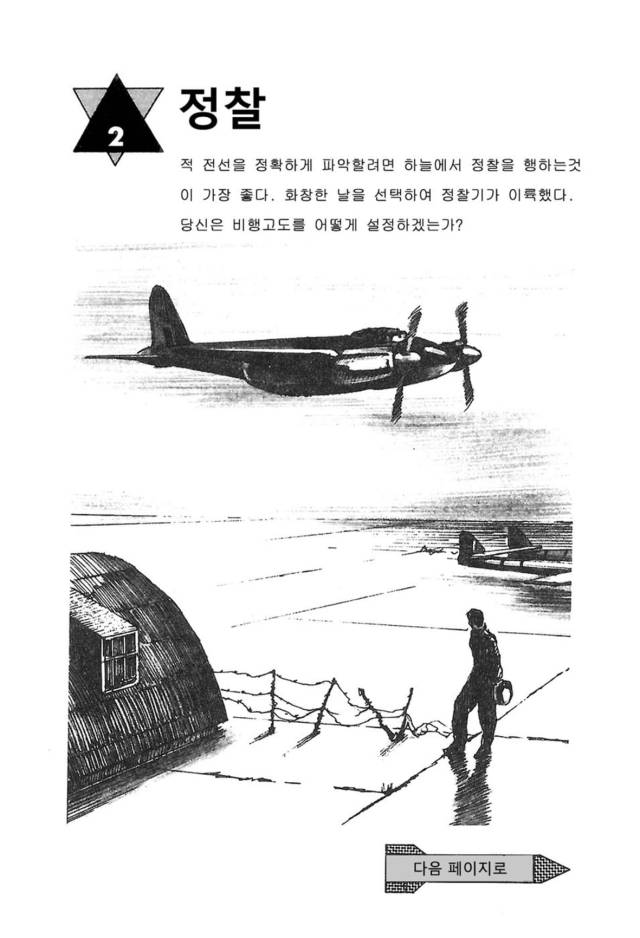 2
정찰
적 전선을 정확하게 파악할려면 하늘에서 정찰을 행하는것
이 가장 좋다. 화창한 날을 선택하여 정찰기가 이륙했다.
당신은 비행고도를 어떻게 설정하겠는가?
다음 페이지로